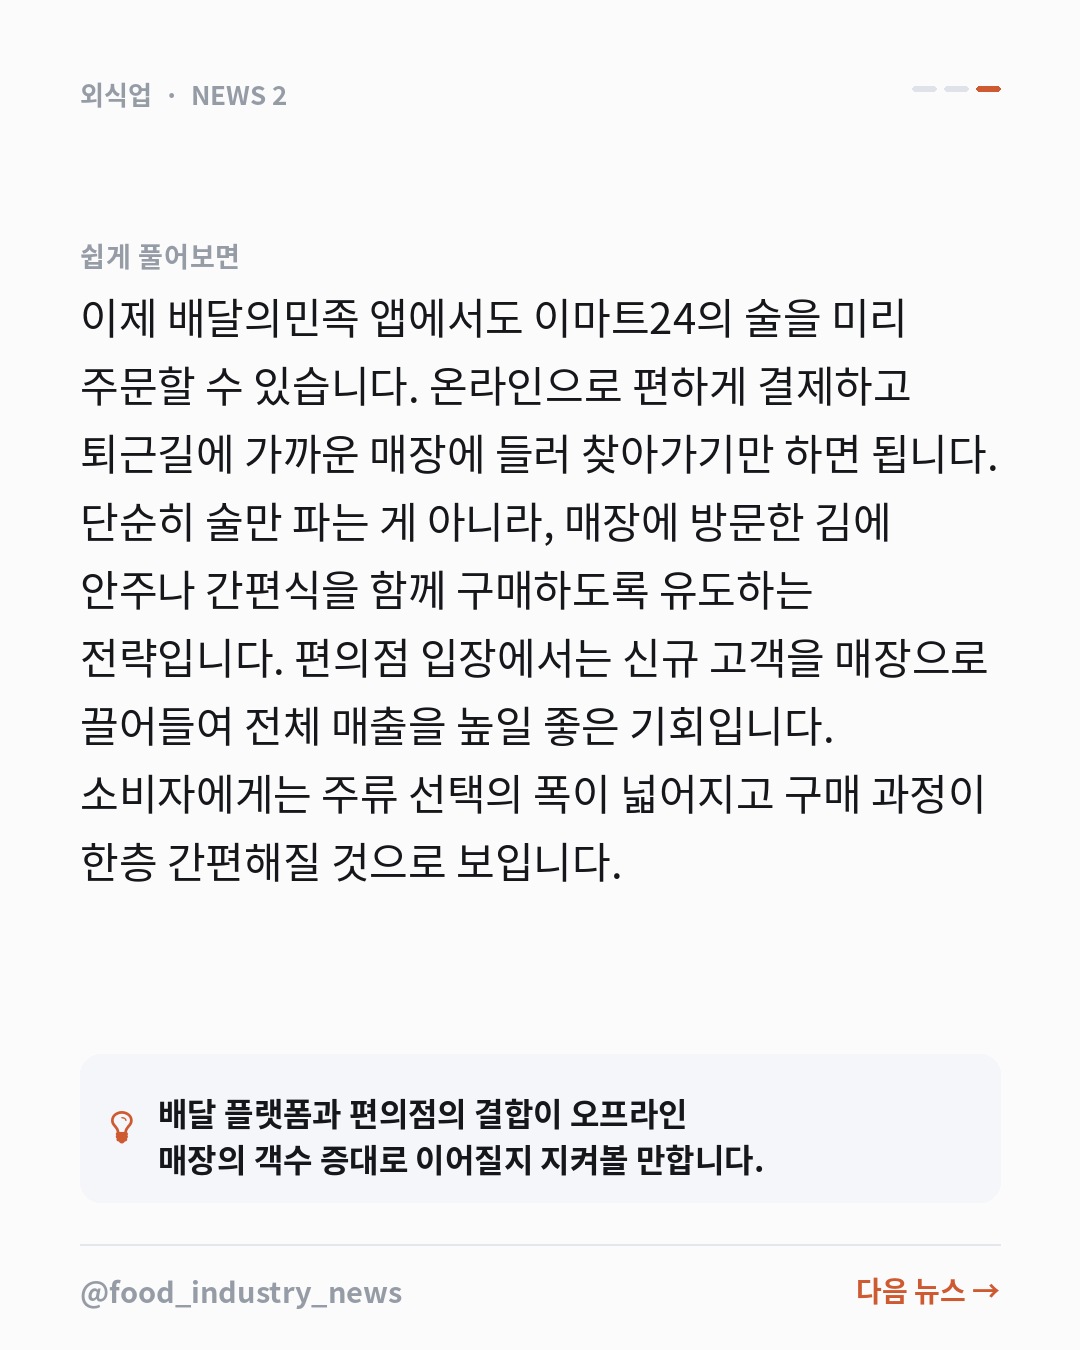 외식업 · NEWS 2
쉽게 풀어보면
이제 배달의민족 앱에서도 이마트24의 술을 미리
주문할 수 있습니다. 온라인으로 편하게 결제하고
퇴근길에 가까운 매장에 들러 찾아가기만 하면 됩니다.
단순히 술만 파는 게 아니라, 매장에 방문한 김에
안주나 간편식을 함께 구매하도록 유도하는
전략입니다. 편의점 입장에서는 신규 고객을 매장으로
끌어들여 전체 매출을 높일 좋은 기회입니다.
소비자에게는 주류 선택의 폭이 넓어지고 구매 과정이
한층 간편해질 것으로 보입니다.
배달 플랫폼과 편의점의 결합이 오프라인
매장의 객수 증대로 이어질지 지켜볼 만합니다.
@food_industry_news
다음 뉴스 →